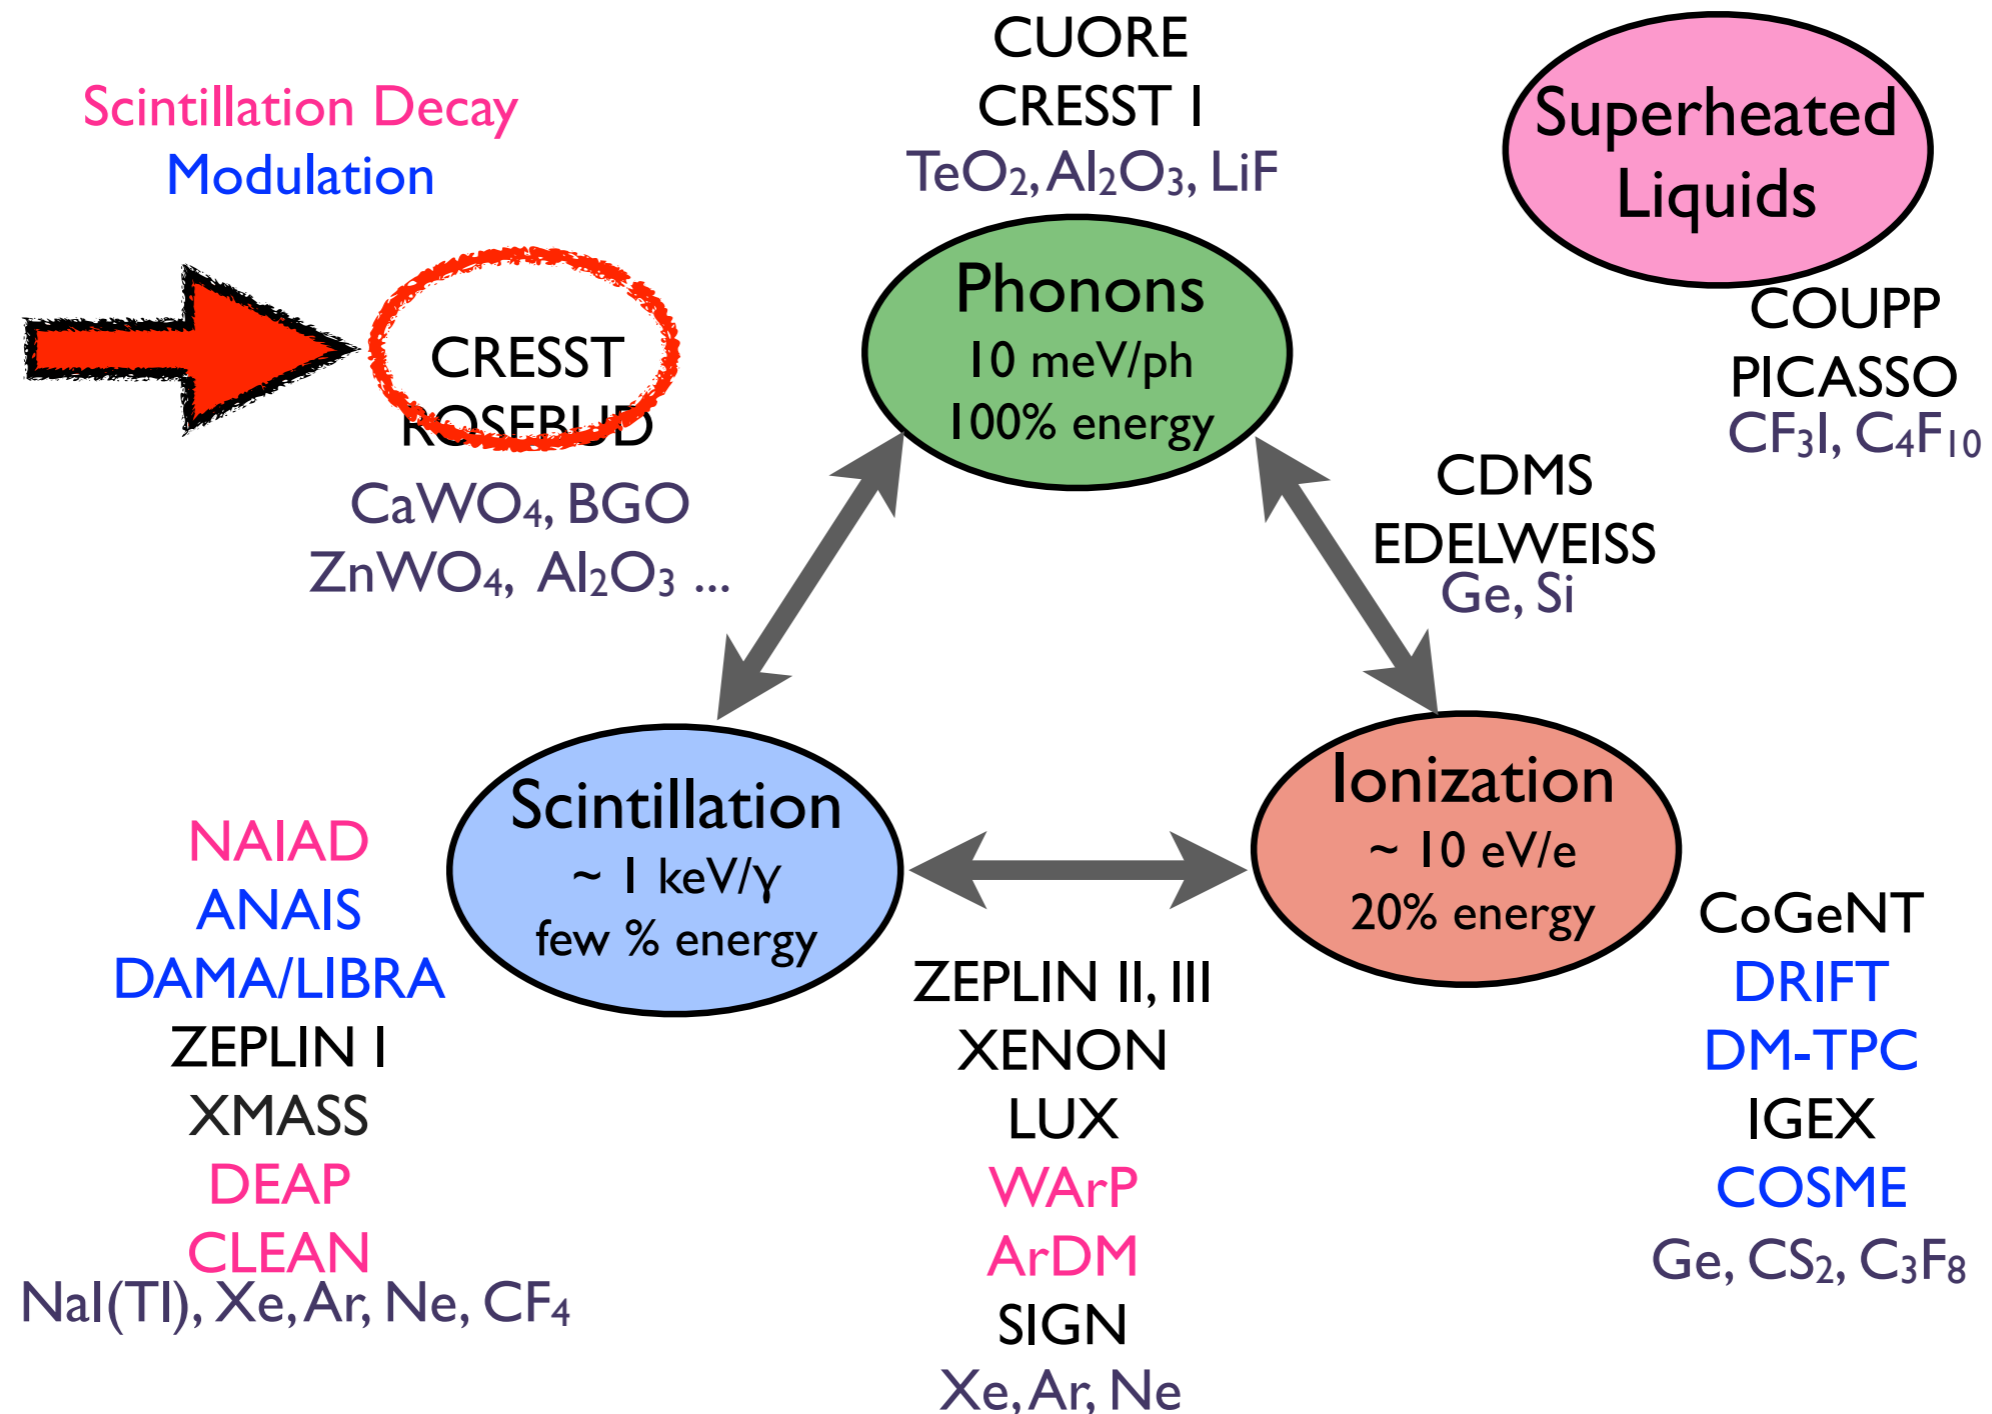 Scintillation Decay
Modulation
CUORE
CRESST I
TeO₂, Al₂O₃, LiF
Superheated
Liquids
COUPP
PICASSO
CF₃I, C₄F₁₀
Phonons
10 meV/ph
100% energy
CRESST
ROSEBUD
CaWO₄, BGO
ZnWO₄, Al₂O₃ ...
CDMS
EDELWEISS
Ge, Si
Scintillation
~ 1 keV/γ
few % energy
Ionization
~ 10 eV/e
20% energy
NAIAD
ANAIS
DAMA/LIBRA
ZEPLIN I
XMASS
DEAP
CLEAN
NaI(Tl), Xe, Ar, Ne, CF₄
ZEPLIN II, III
XENON
LUX
WArP
ArDM
SIGN
Xe, Ar, Ne
CoGeNT
DRIFT
DM-TPC
IGEX
COSME
Ge, CS₂, C₃F₈